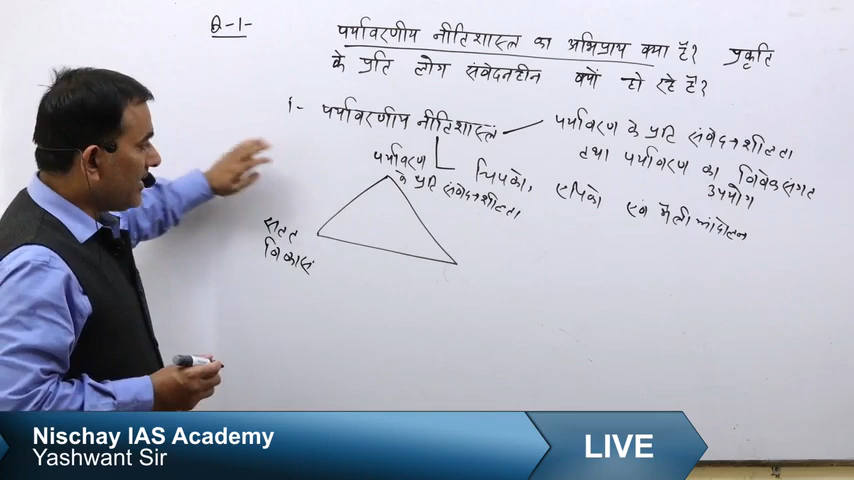 Q-1-
पर्यावरणीय नीतिशास्त्र का अभिप्राय क्या है? प्रकृति
के प्रति लोग संवेदनहीन क्यों हो रहे है?
1- पर्यावरणीय नीतिशास्त्र
पर्यावरण के प्रति संवेदनशीलता
तथा पर्यावरण का विवेकसंगत
उपयोग
चिपको, एपिको एवं मैती आंदोलन
पर्यावरण
के प्रति संवेदनशीलता
सतत
विकास
Nischay IAS Academy
Yashwant Sir
LIVE